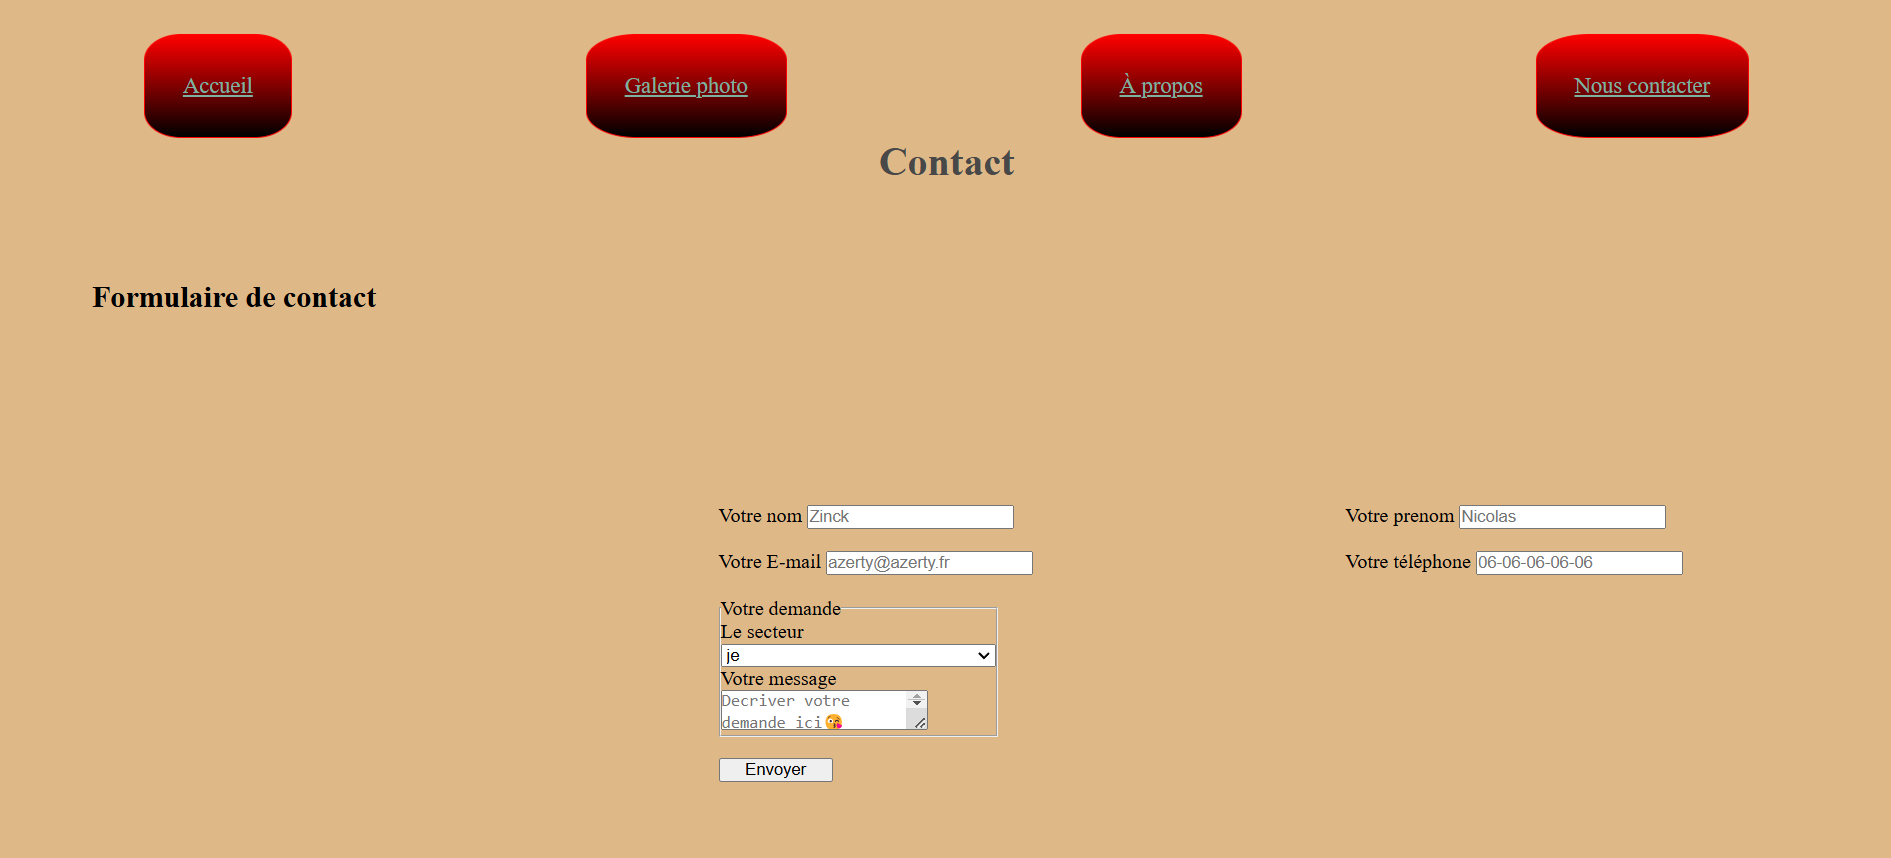 Accueil
Galerie photo
À propos
Nous contacter
Contact
Formulaire de contact
Votre nom Zinck
Votre prenom Nicolas
Votre E-mail azerty@azerty.fr
Votre téléphone 06-06-06-06-06
Votre demande
Le secteur
je
Votre message
Decriver votre
demande ici😘
Envoyer